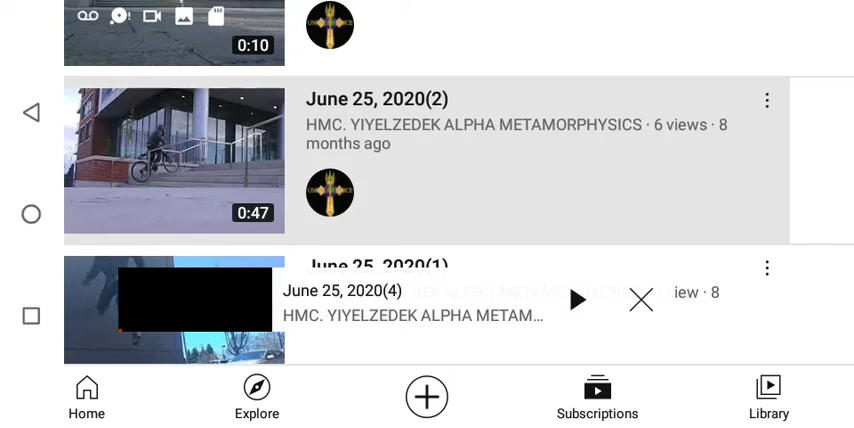 0:10
June 25, 2020(2)
HMC. YIYELZEDEK ALPHA METAMORPHYSICS · 6 views · 8
months ago
0:47
June 25, 2020(1)
iew · 8
June 25, 2020(4)
HMC. YIYELZEDEK ALPHA METAM...
Home
Explore
Subscriptions
Library